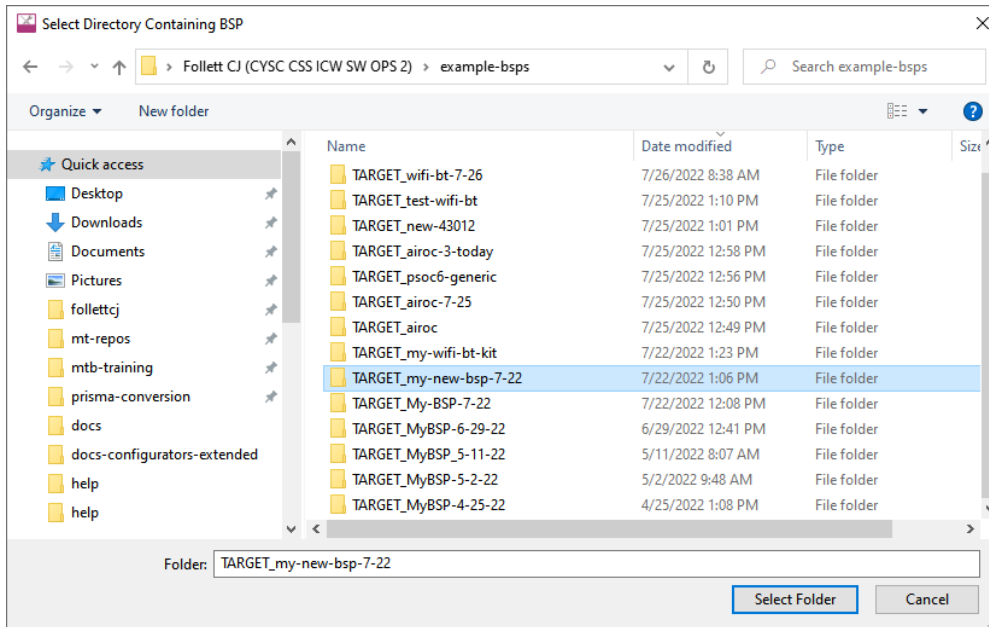 Select Directory Containing BSP
Follett CJ (CYSC CSS ICW SW OPS 2) > example-bsps
Search example-bsps
Organize
New folder
?
Quick access
Desktop
Downloads
Documents
Pictures
follettcj
mt-repos
mtb-training
prisma-conversion
docs
docs-configurators-extended
help
help
Name Date modified Type Size
TARGET_wifi-bt-7-26 7/26/2022 8:38 AM File folder
TARGET_test-wifi-bt 7/25/2022 1:10 PM File folder
TARGET_new-43012 7/25/2022 1:01 PM File folder
TARGET_airoc-3-today 7/25/2022 12:58 PM File folder
TARGET_psoc6-generic 7/25/2022 12:56 PM File folder
TARGET_airoc-7-25 7/25/2022 12:50 PM File folder
TARGET_airoc 7/25/2022 12:49 PM File folder
TARGET_my-wifi-bt-kit 7/22/2022 1:23 PM File folder
TARGET_my-new-bsp-7-22 7/22/2022 1:06 PM File folder
TARGET_My-BSP-7-22 7/22/2022 12:08 PM File folder
TARGET_MyBSP-6-29-22 6/29/2022 12:41 PM File folder
TARGET_MyBSP_5-11-22 5/11/2022 8:07 AM File folder
TARGET_MyBSP-5-2-22 5/2/2022 9:48 AM File folder
TARGET_MyBSP-4-25-22 4/25/2022 1:08 PM File folder
Folder: TARGET_my-new-bsp-7-22
Select Folder
Cancel